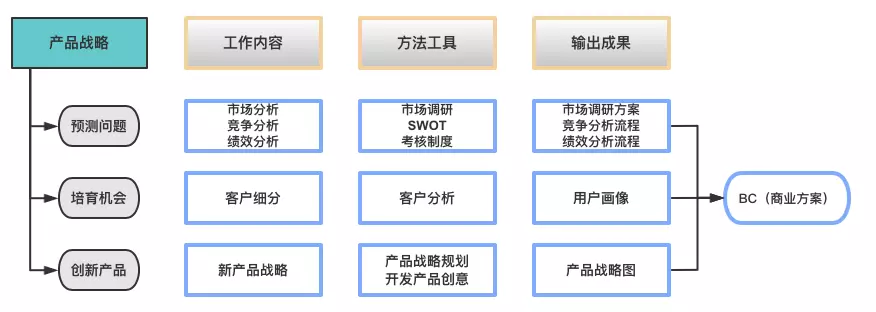 产品战略
工作内容
方法工具
输出成果
预测问题
市场分析
竞争分析
绩效分析
市场调研
SWOT
考核制度
市场调研方案
竞争分析流程
绩效分析流程
培育机会
客户细分
客户分析
用户画像
BC（商业方案）
创新产品
新产品战略
产品战略规划
开发产品创意
产品战略图